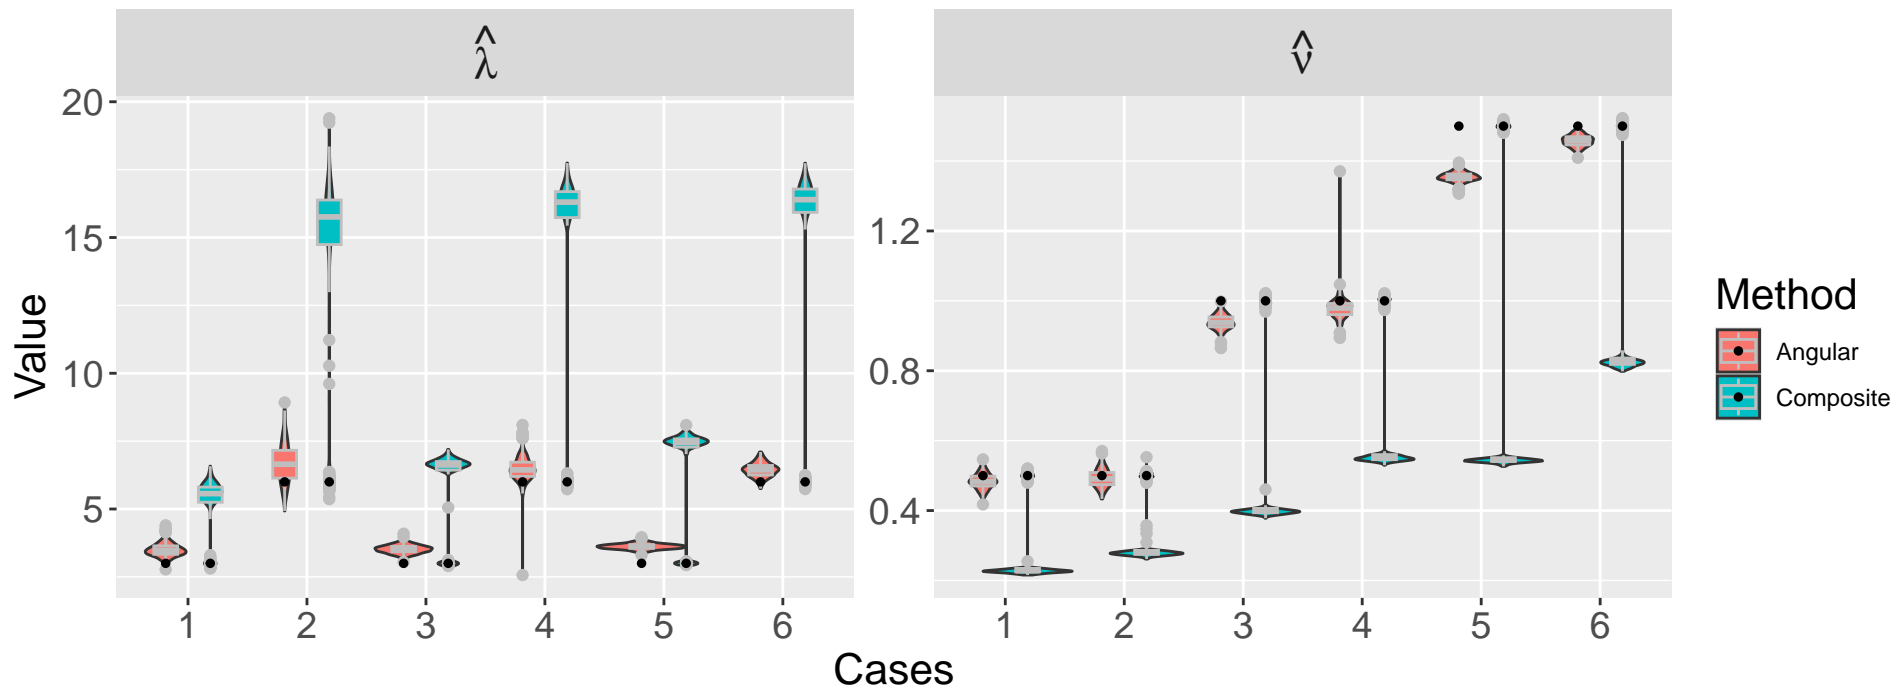 λ̂
ν̂
20
15
10
5
1.2
0.8
0.4
1 2 3 4 5 6
1 2 3 4 5 6
Value
Cases
Method
Angular
Composite